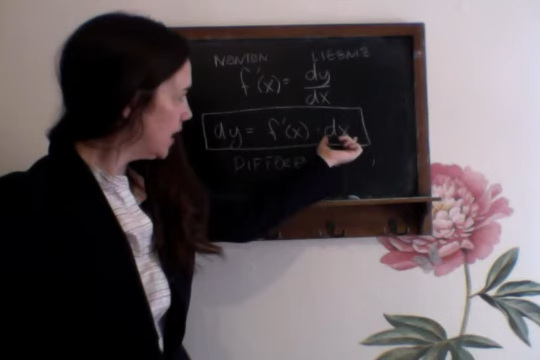 NEWTON LIEBNIZ
f'(x) = dy/dx
dy = f'(x) · dx